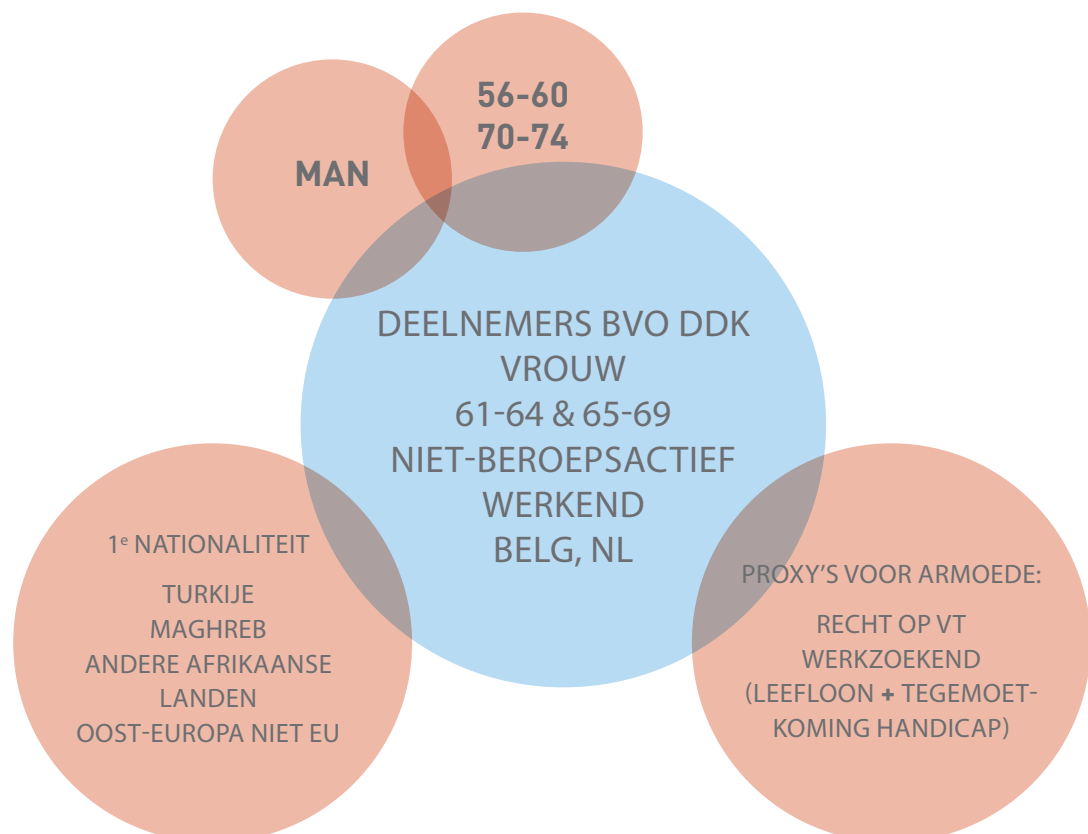 56-60
70-74
MAN
DEELNEMERS BVO DDK
VROUW
61-64 & 65-69
NIET-BEROEPSACTIEF
WERKEND
BELG, NL
1e NATIONALITEIT
TURKIJE
MAGHREB
ANDERE AFRIKAANSE
LANDEN
OOST-EUROPA NIET EU
PROXY'S VOOR ARMOEDE:
RECHT OP VT
WERKZOEKEND
(LEEFLOON + TEGEMOET-
KOMING HANDICAP)